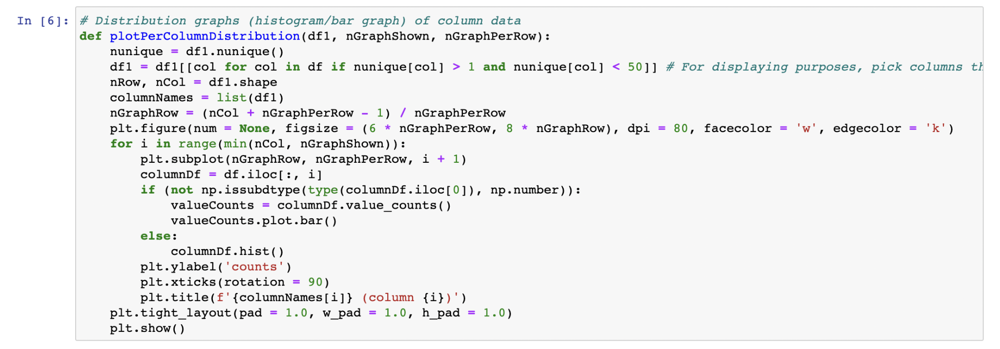 In [6]: # Distribution graphs (histogram/bar graph) of column data
def plotPerColumnDistribution(df1, nGraphShown, nGraphPerRow):
    nunique = df1.nunique()
    df1 = df1[[col for col in df if nunique[col] > 1 and nunique[col] < 50]] # For displaying purposes, pick columns th
    nRow, nCol = df1.shape
    columnNames = list(df1)
    nGraphRow = (nCol + nGraphPerRow - 1) / nGraphPerRow
    plt.figure(num = None, figsize = (6 * nGraphPerRow, 8 * nGraphRow), dpi = 80, facecolor = 'w', edgecolor = 'k')
    for i in range(min(nCol, nGraphShown)):
        plt.subplot(nGraphRow, nGraphPerRow, i + 1)
        columnDf = df.iloc[:, i]
        if (not np.issubdtype(type(columnDf.iloc[0]), np.number)):
            valueCounts = columnDf.value_counts()
            valueCounts.plot.bar()
        else:
            columnDf.hist()
        plt.ylabel('counts')
        plt.xticks(rotation = 90)
        plt.title(f'{columnNames[i]} (column {i})')
    plt.tight_layout(pad = 1.0, w_pad = 1.0, h_pad = 1.0)
    plt.show()